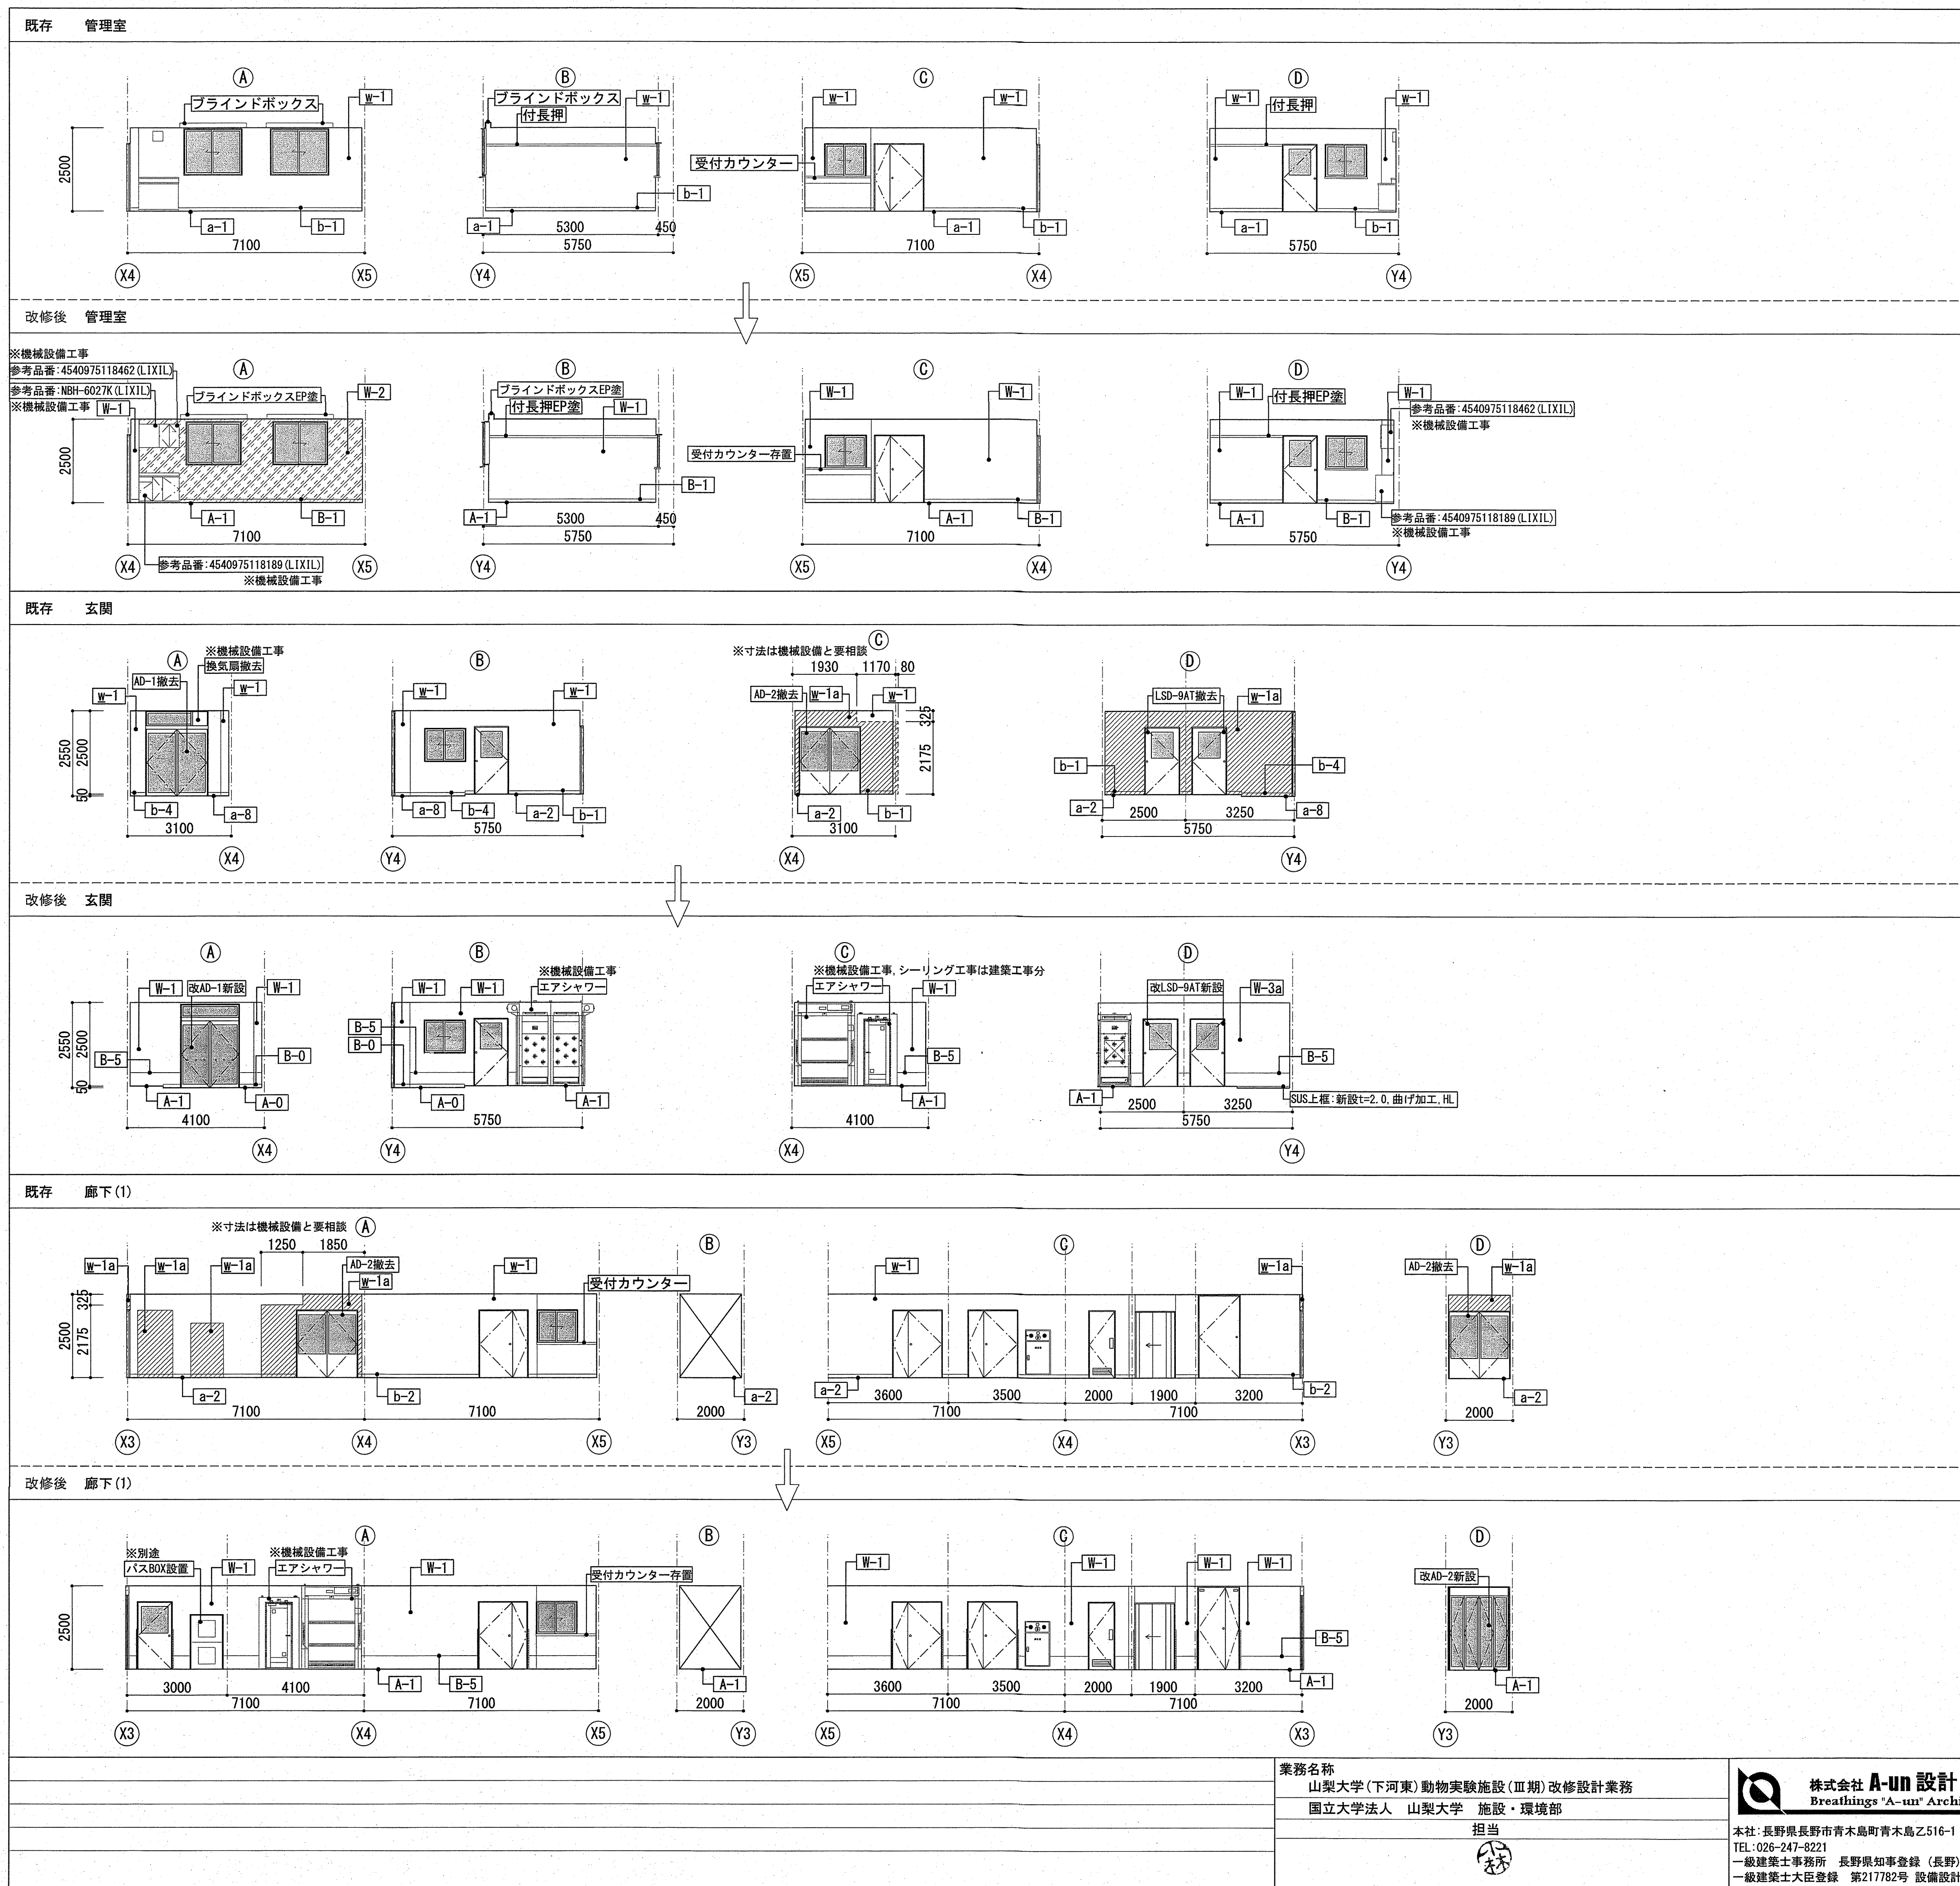 既存　管理室
Ⓐ
ブラインドボックス
w-1
2500
a-1
b-1
7100
X4
X5
Ⓑ
ブラインドボックス
付長押
w-1
b-1
a-1
5300
450
5750
Y4
Ⓒ
w-1
w-1
受付カウンター
a-1
b-1
7100
X5
X4
Ⓓ
w-1
付長押
w-1
a-1
b-1
5750
Y4
改修後　管理室
※機械設備工事
参考品番:4540975118462(LIXIL)
参考品番:NBH-6027K(LIXIL)
※機械設備工事
W-1
Ⓐ
ブラインドボックスEP塗
W-2
2500
A-1
B-1
7100
X4
X5
参考品番:4540975118189(LIXIL)
※機械設備工事
Ⓑ
ブラインドボックスEP塗
付長押EP塗
W-1
B-1
A-1
5300
450
5750
Y4
Ⓒ
W-1
W-1
受付カウンター存置
A-1
B-1
7100
X5
X4
Ⓓ
W-1
付長押EP塗
W-1
参考品番:4540975118462(LIXIL)
※機械設備工事
A-1
B-1
参考品番:4540975118189(LIXIL)
※機械設備工事
5750
Y4
既存　玄関
※機械設備工事
Ⓐ
換気扇撤去
AD-1撤去
w-1
w-1
2550
2500
50
b-4
a-8
3100
X4
Ⓑ
w-1
w-1
a-8
b-4
a-2
b-1
5750
Y4
Ⓒ
※寸法は機械設備と要相談
1930
1170
80
AD-2撤去
w-1a
w-1
325
2175
a-2
b-1
3100
X4
Ⓓ
LSD-9AT撤去
w-1a
b-1
b-4
a-2
2500
3250
a-8
5750
Y4
改修後　玄関
Ⓐ
W-1
改AD-1新設
W-1
2550
2500
50
B-5
B-0
A-1
A-0
4100
X4
Ⓑ
※機械設備工事
W-1
W-1
エアシャワー
B-5
B-0
A-0
A-1
5750
Y4
Ⓒ
※機械設備工事,シーリング工事は建築工事分
エアシャワー
W-1
B-5
A-1
4100
X4
Ⓓ
改LSD-9AT新設
W-3a
B-5
A-1
SUS上框:新設t=2.0,曲げ加工,HL
2500
3250
5750
Y4
既存　廊下(1)
※寸法は機械設備と要相談
Ⓐ
1250
1850
w-1a
w-1a
w-1a
AD-2撤去
w-1a
w-1
受付カウンター
2500
325
2175
a-2
b-2
7100
7100
X3
X4
X5
Ⓑ
a-2
2000
Y3
Ⓒ
w-1
w-1a
a-2
b-2
3600
3500
2000
1900
3200
7100
7100
X5
X4
X3
Ⓓ
AD-2撤去
w-1a
a-2
2000
Y3
改修後　廊下(1)
Ⓐ
※別途
パスBOX設置
W-1
※機械設備工事
エアシャワー
W-1
受付カウンター存置
2500
A-1
B-5
3000
4100
7100
7100
X3
X4
X5
Ⓑ
A-1
2000
Y3
Ⓒ
W-1
W-1
W-1
W-1
B-5
A-1
3600
3500
2000
1900
3200
7100
7100
X5
X4
X3
Ⓓ
改AD-2新設
A-1
2000
Y3
業務名称
山梨大学(下河東)動物実験施設(Ⅲ期)改修設計業務
国立大学法人　山梨大学　施設・環境部
担当
小林
株式会社 A-un 設計
Breathings "A-un" Archi
本社:長野県長野市青木島町青木島乙516-1
TEL:026-247-8221
一級建築士事務所　長野県知事登録 (長野)
一級建築士大臣登録　第217782号 設備設計